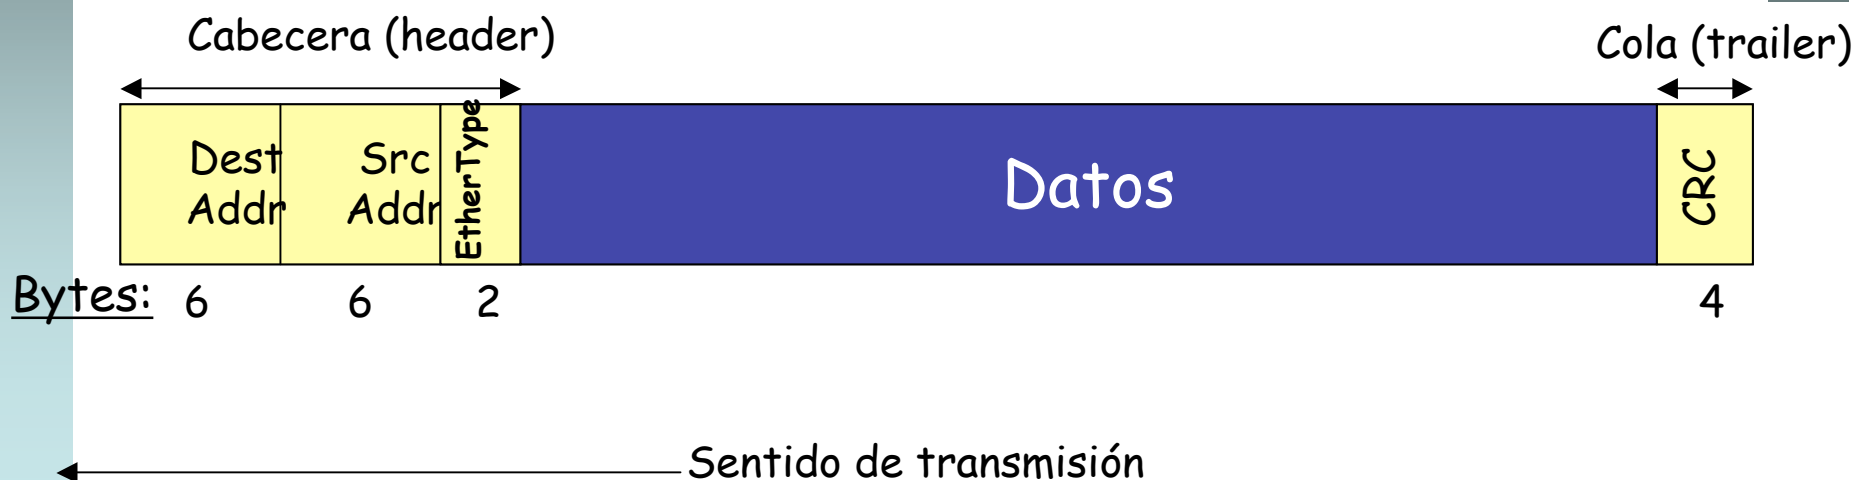 Cabecera (header)
Cola (trailer)
Dest
Addr
Src
Addr
EtherType
Datos
CRC
Bytes: 6 6 2 4
Sentido de transmisión